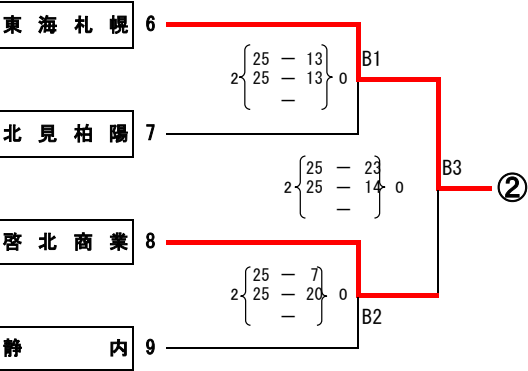 東海札幌 6
25 － 13 B1
2 25 － 13 0
－
北見柏陽 7
25 － 23 B3
2 25 － 14 0 ②
－
啓北商業 8
25 － 7
2 25 － 20 0
－ B2
静内 9